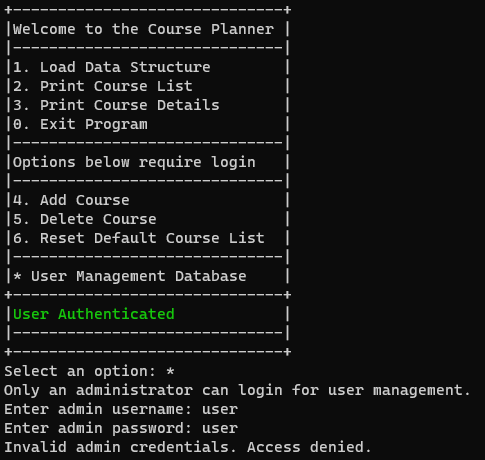 +------------------------------+
|Welcome to the Course Planner |
|------------------------------|
|1. Load Data Structure        |
|2. Print Course List          |
|3. Print Course Details       |
|0. Exit Program               |
|------------------------------|
|Options below require login   |
|------------------------------|
|4. Add Course                 |
|5. Delete Course              |
|6. Reset Default Course List  |
|------------------------------|
|* User Management Database    |
+------------------------------+
|User Authenticated            |
|------------------------------|
+------------------------------+
Select an option: *
Only an administrator can login for user management.
Enter admin username: user
Enter admin password: user
Invalid admin credentials. Access denied.